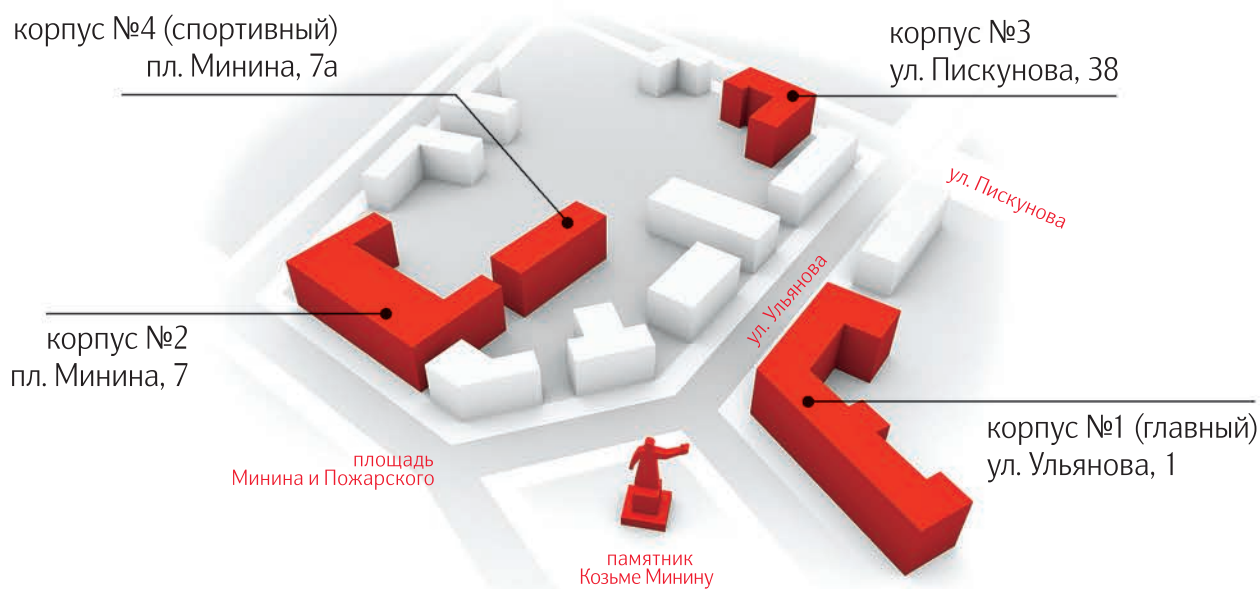 корпус №4 (спортивный)
пл. Минина, 7а
корпус №3
ул. Пискунова, 38
ул. Пискунова
ул. Ульянова
корпус №2
пл. Минина, 7
корпус №1 (главный)
ул. Ульянова, 1
площадь
Минина и Пожарского
памятник
Козьме Минину